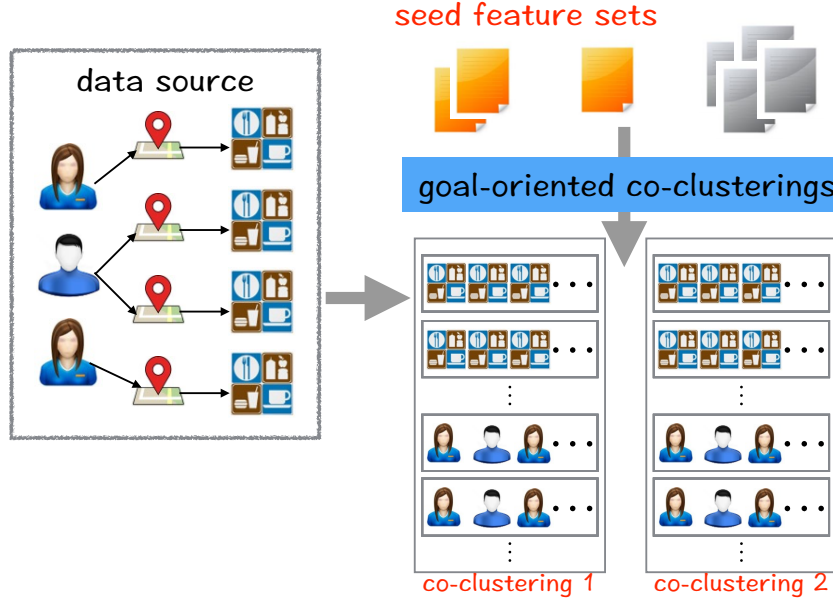 seed feature sets
data source
goal-oriented co-clusterings
co-clustering 1
co-clustering 2